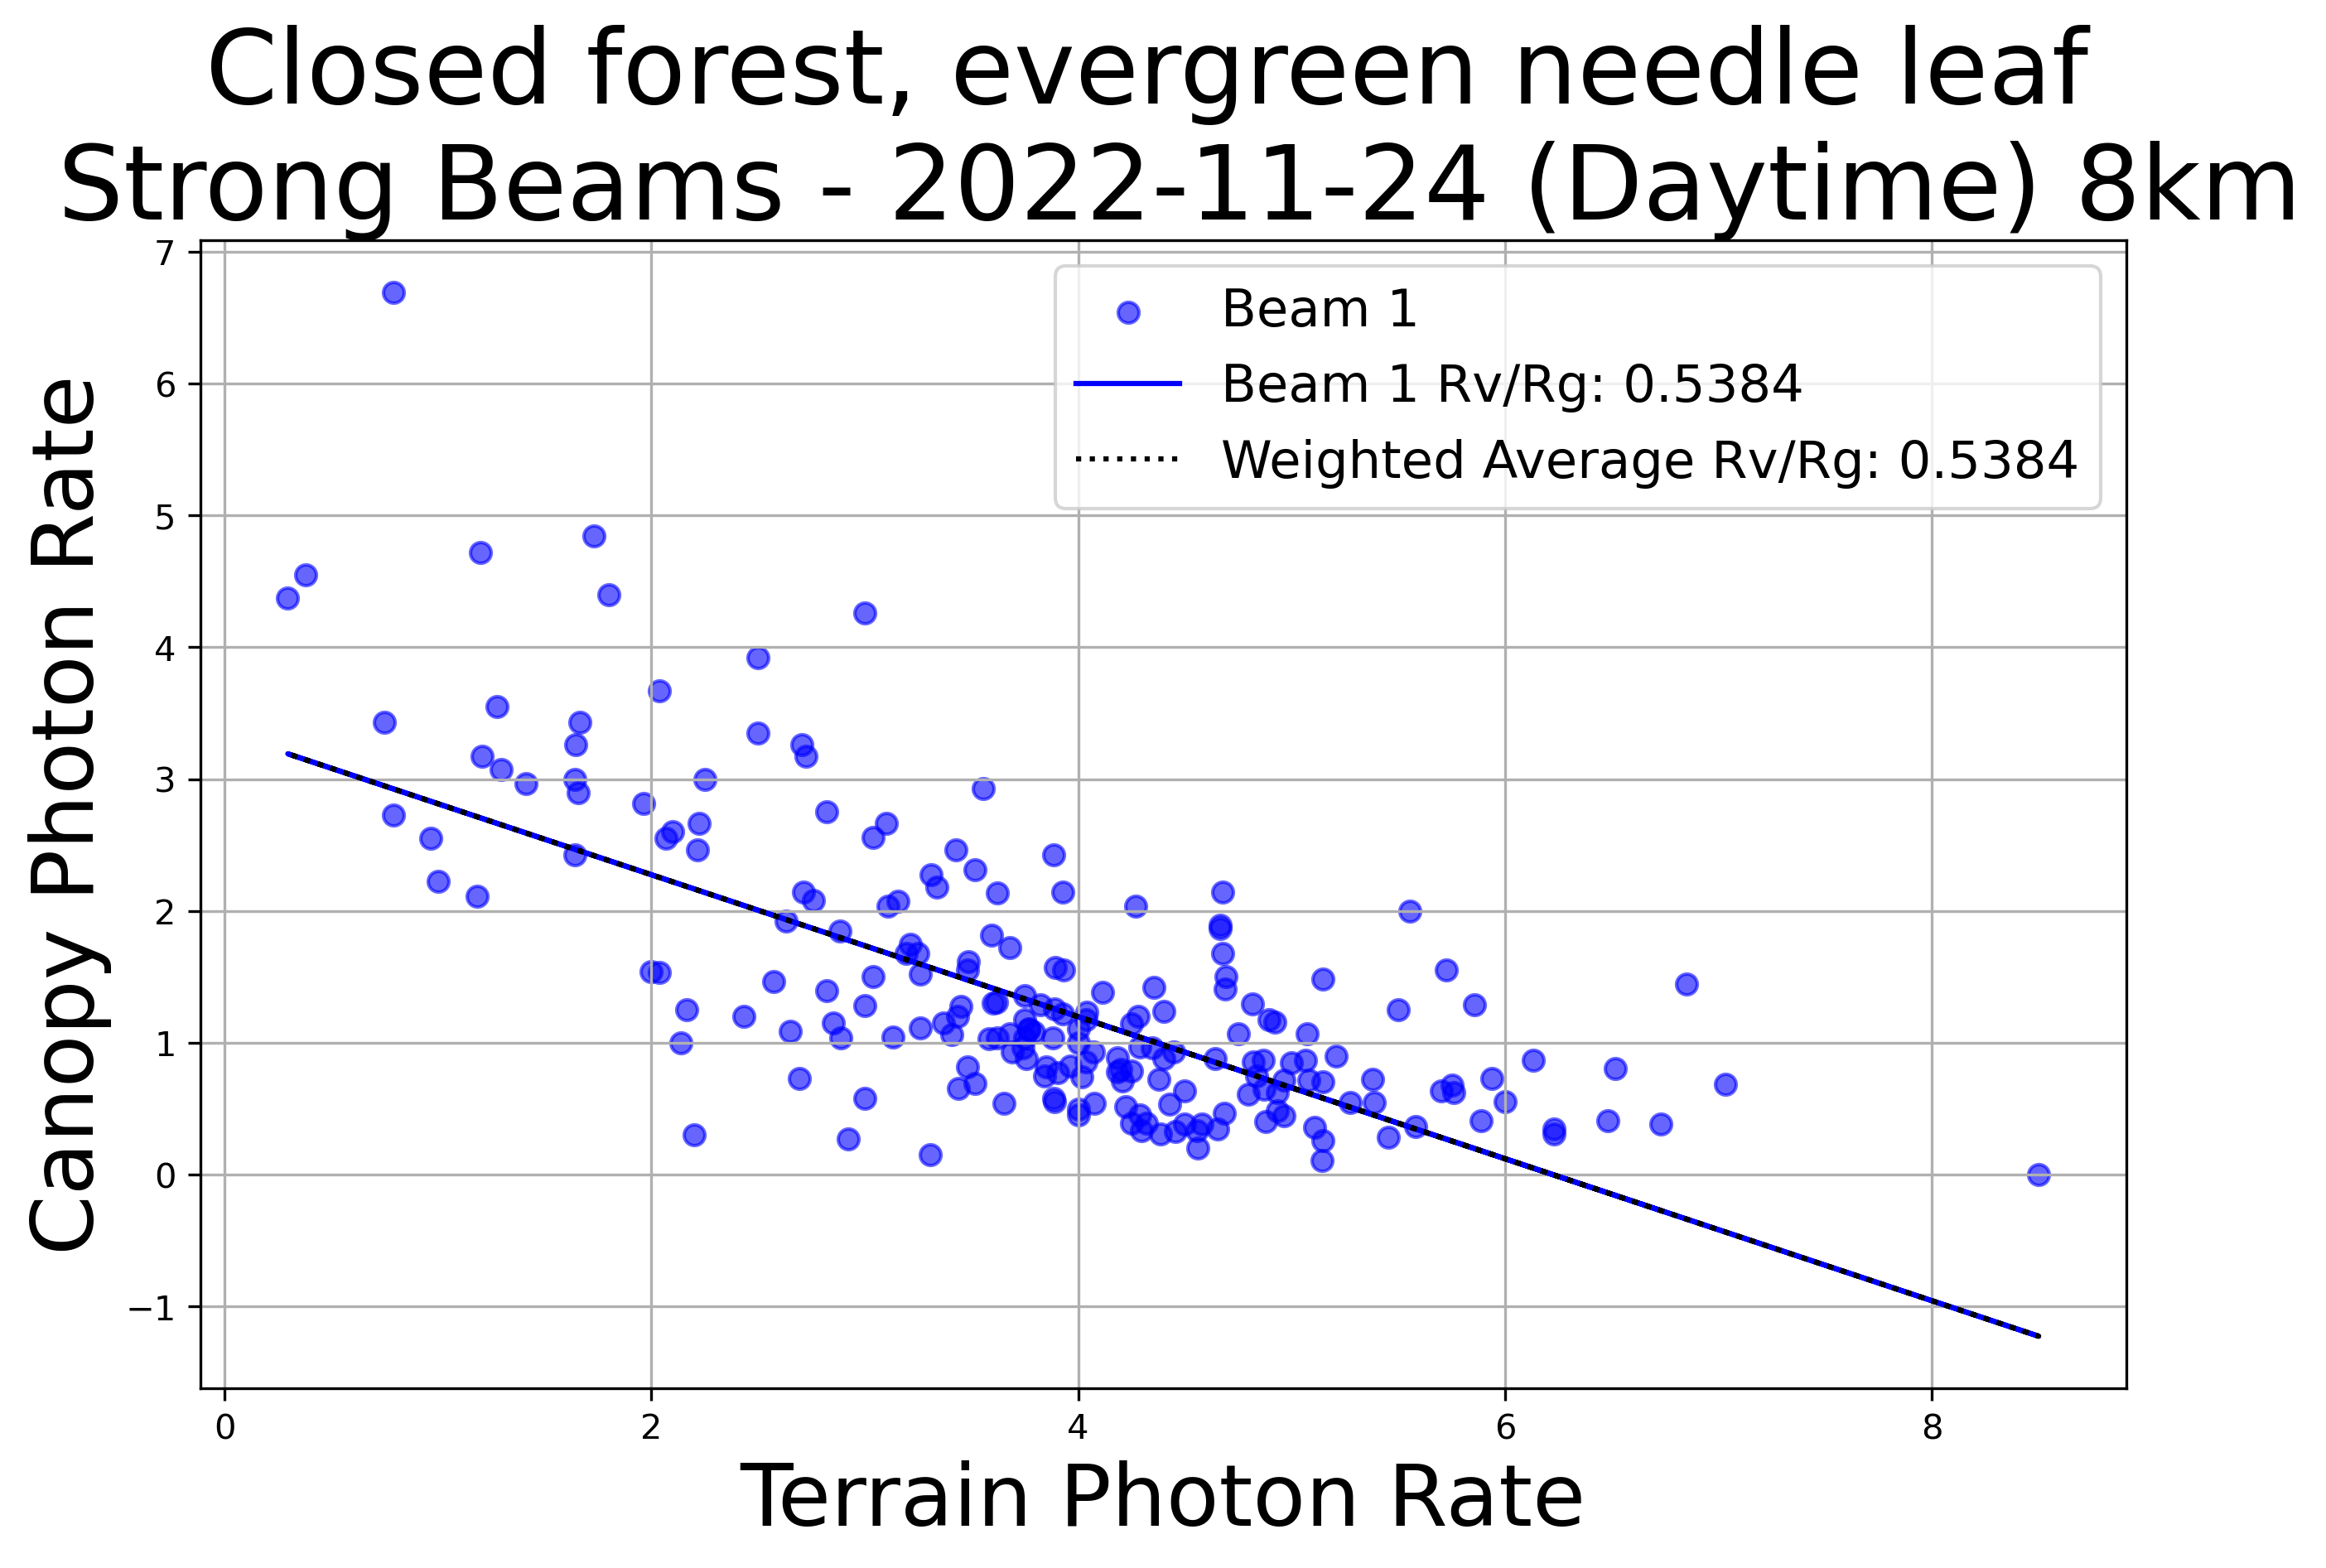 Closed forest, evergreen needle leaf
Strong Beams - 2022-11-24 (Daytime) 8km
7
6
5
4
3
2
1
0
−1
Canopy Photon Rate
Beam 1
Beam 1 Rv/Rg: 0.5384
Weighted Average Rv/Rg: 0.5384
0 2 4 6 8
Terrain Photon Rate